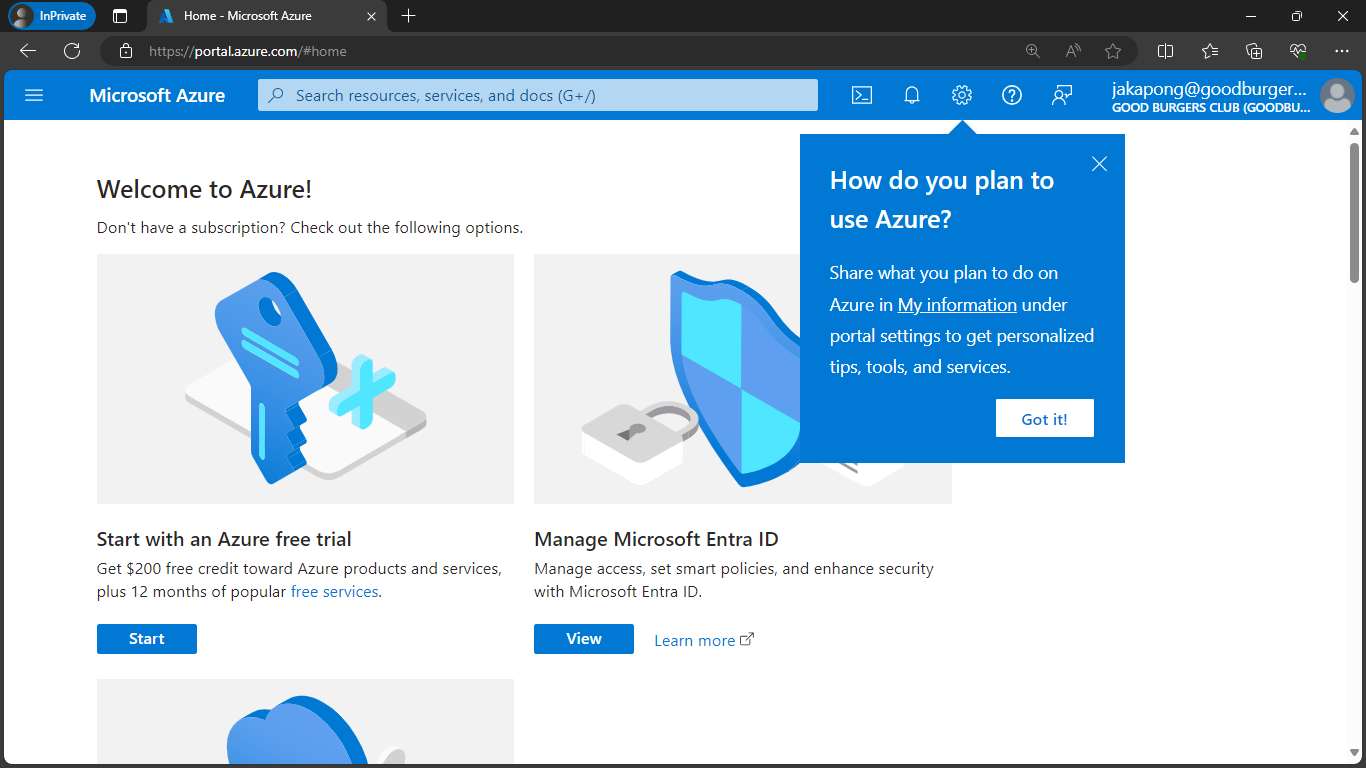 InPrivate
Home - Microsoft Azure
https://portal.azure.com/#home
Microsoft Azure
Search resources, services, and docs (G+/)
jakapong@goodburger...
GOOD BURGERS CLUB (GOODBU...
Welcome to Azure!
Don't have a subscription? Check out the following options.
How do you plan to
use Azure?
Share what you plan to do on
Azure in My information under
portal settings to get personalized
tips, tools, and services.
Got it!
Start with an Azure free trial
Get $200 free credit toward Azure products and services,
plus 12 months of popular free services.
Start
Manage Microsoft Entra ID
Manage access, set smart policies, and enhance security
with Microsoft Entra ID.
View
Learn more